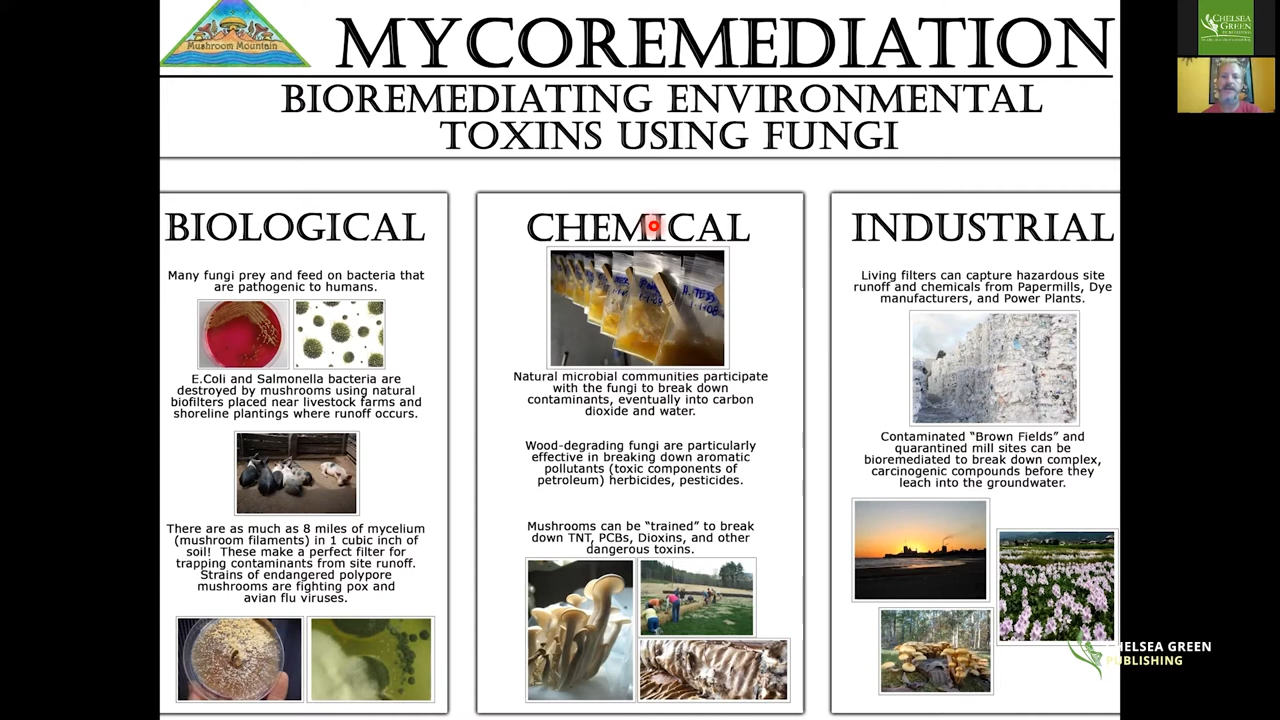 Mushroom Mountain
MYCOREMEDIATION
BIOREMEDIATING ENVIRONMENTAL
TOXINS USING FUNGI
BIOLOGICAL
Many fungi prey and feed on bacteria that
are pathogenic to humans.
E.Coli and Salmonella bacteria are
destroyed by mushrooms using natural
biofilters placed near livestock farms and
shoreline plantings where runoff occurs.
There are as much as 8 miles of mycelium
(mushroom filaments) in 1 cubic inch of
soil! These make a perfect filter for
trapping contaminants from site runoff.
Strains of endangered polypore
mushrooms are fighting pox and
avian flu viruses.
CHEMICAL
Natural microbial communities participate
with the fungi to break down
contaminants, eventually into carbon
dioxide and water.
Wood-degrading fungi are particularly
effective in breaking down aromatic
pollutants (toxic components of
petroleum) herbicides, pesticides.
Mushrooms can be “trained” to break
down TNT, PCBs, Dioxins, and other
dangerous toxins.
INDUSTRIAL
Living filters can capture hazardous site
runoff and chemicals from Papermills, Dye
manufacturers, and Power Plants.
Contaminated “Brown Fields” and
quarantined mill sites can be
bioremediated to break down complex,
carcinogenic compounds before they
leach into the groundwater.
CHELSEA
GREEN
CHELSEA GREEN
PUBLISHING